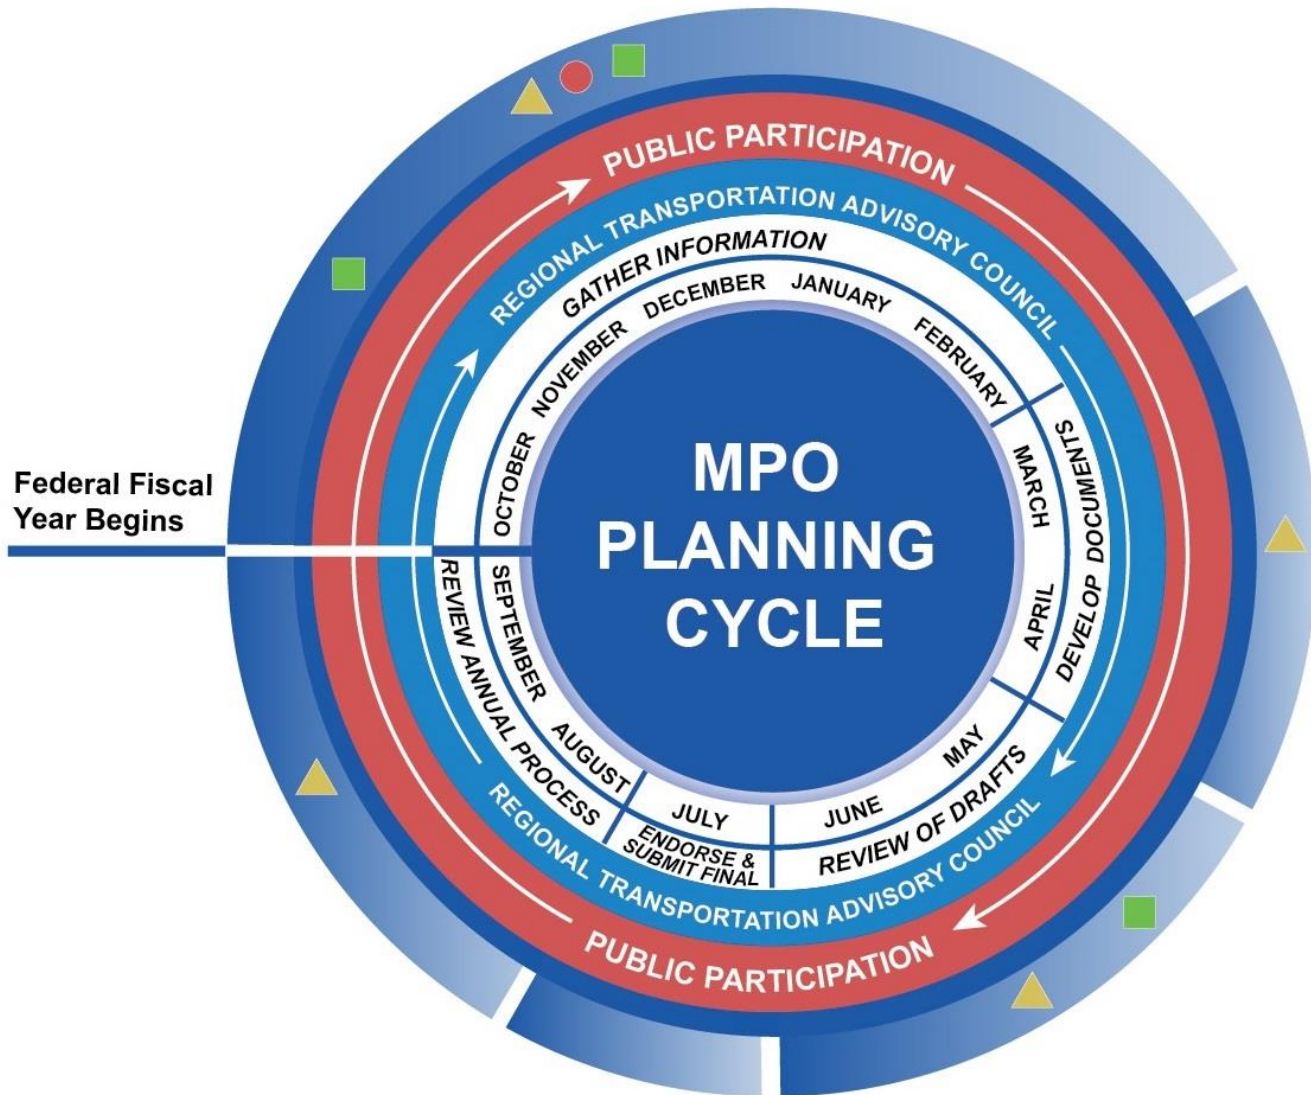 PUBLIC PARTICIPATION
REGIONAL TRANSPORTATION ADVISORY COUNCIL
GATHER INFORMATION
OCTOBER
NOVEMBER
DECEMBER
JANUARY
FEBRUARY
DEVELOP DOCUMENTS
MARCH
APRIL
Federal Fiscal
Year Begins
MPO
PLANNING
CYCLE
MAY
JUNE
REVIEW OF DRAFTS
JULY
ENDORSE &
SUBMIT FINAL
AUGUST
SEPTEMBER
REVIEW ANNUAL PROCESS
REGIONAL TRANSPORTATION ADVISORY COUNCIL
PUBLIC PARTICIPATION